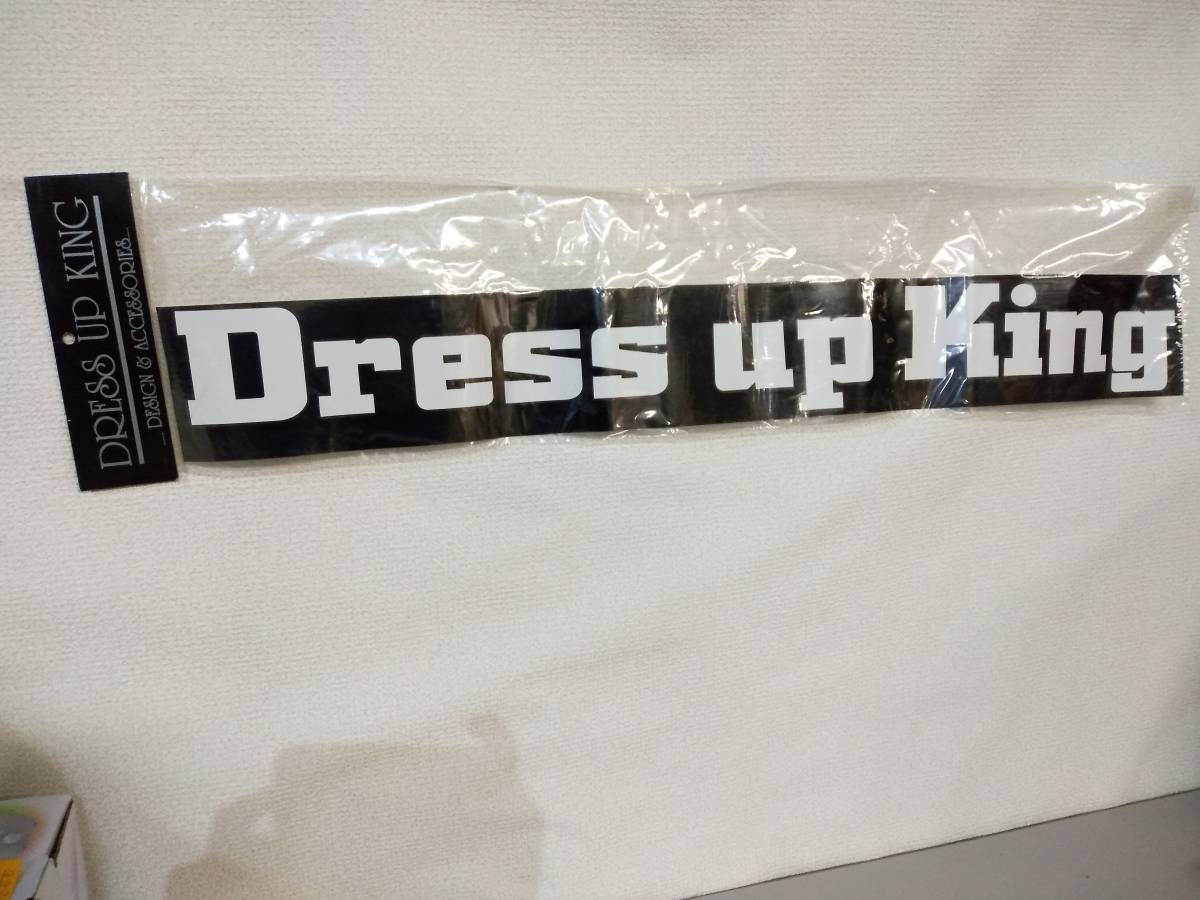 DRESS UP KING
DESIGN & ACCESSORIES
Dress up King